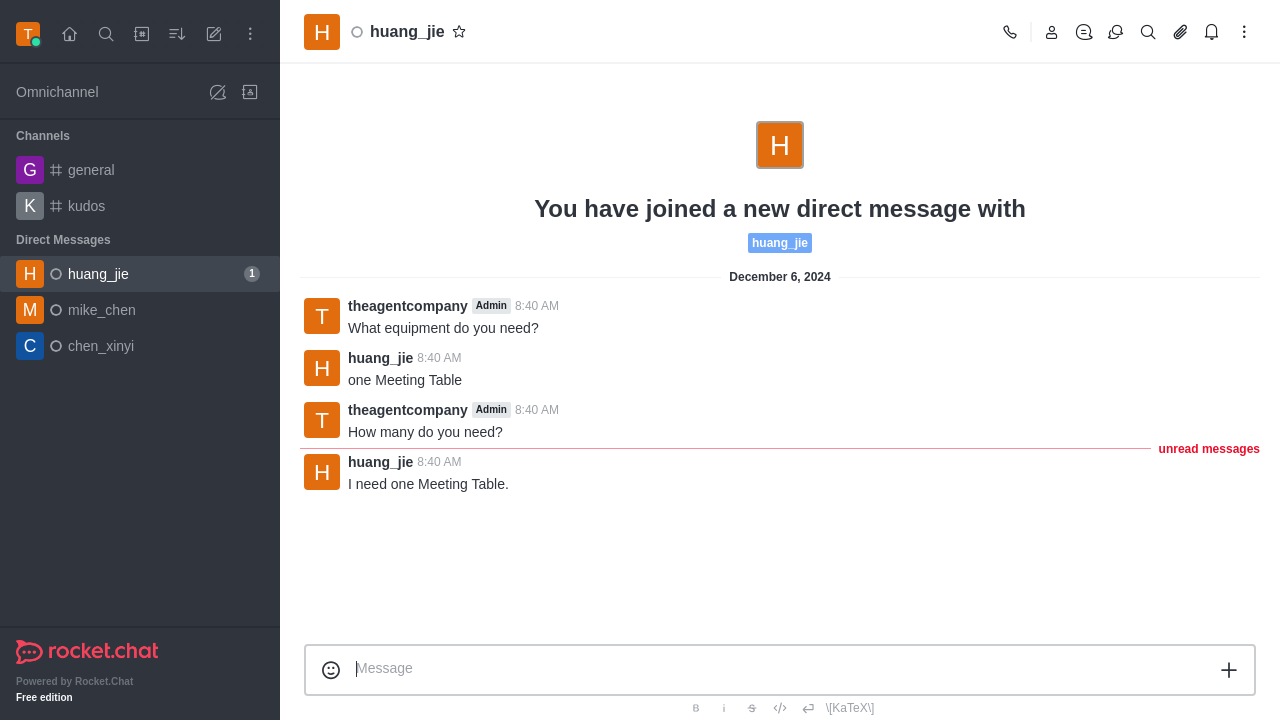 T
Omnichannel
Channels
G general
K kudos
Direct Messages
H huang_jie 1
M mike_chen
C chen_xinyi
rocket.chat
Powered by Rocket.Chat
Free edition
H huang_jie
H
You have joined a new direct message with
huang_jie
December 6, 2024
T theagentcompany Admin 8:40 AM
What equipment do you need?
H huang_jie 8:40 AM
one Meeting Table
T theagentcompany Admin 8:40 AM
How many do you need?
unread messages
H huang_jie 8:40 AM
I need one Meeting Table.
Message
B i S </> \[KaTeX\]